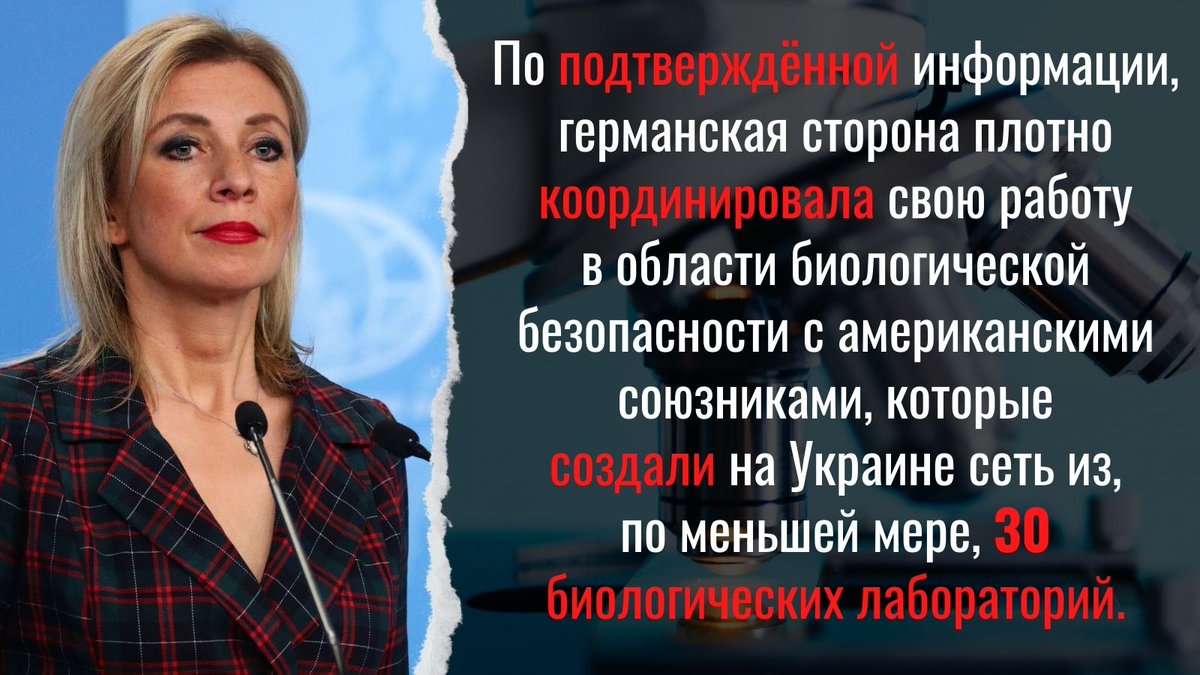 По подтверждённой информации,
германская сторона плотно
координировала свою работу
в области биологической
безопасности с американскими
союзниками, которые
создали на Украине сеть из,
по меньшей мере, 30
биологических лабораторий.